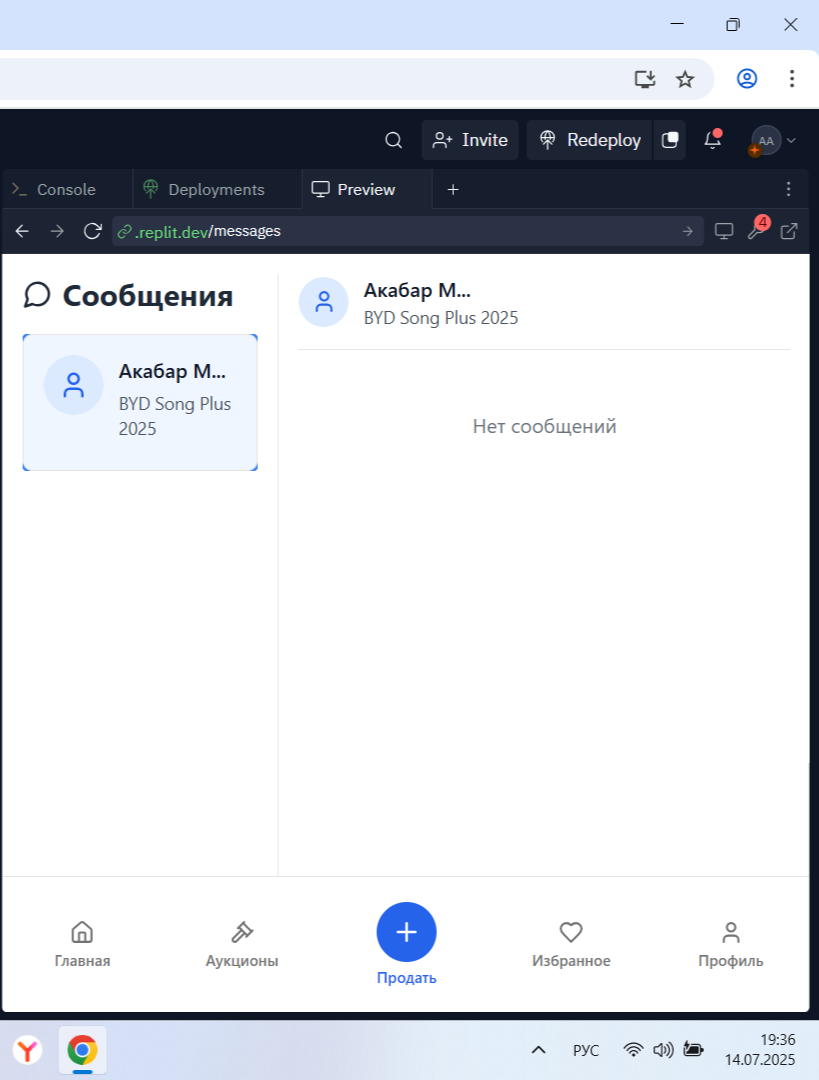 Invite
Redeploy
AA
Console
Deployments
Preview
.replit.dev/messages
4
Сообщения
Акабар М...
BYD Song Plus
2025
Акабар М...
BYD Song Plus 2025
Нет сообщений
Главная
Аукционы
Продать
Избранное
Профиль
РУС
19:36
14.07.2025